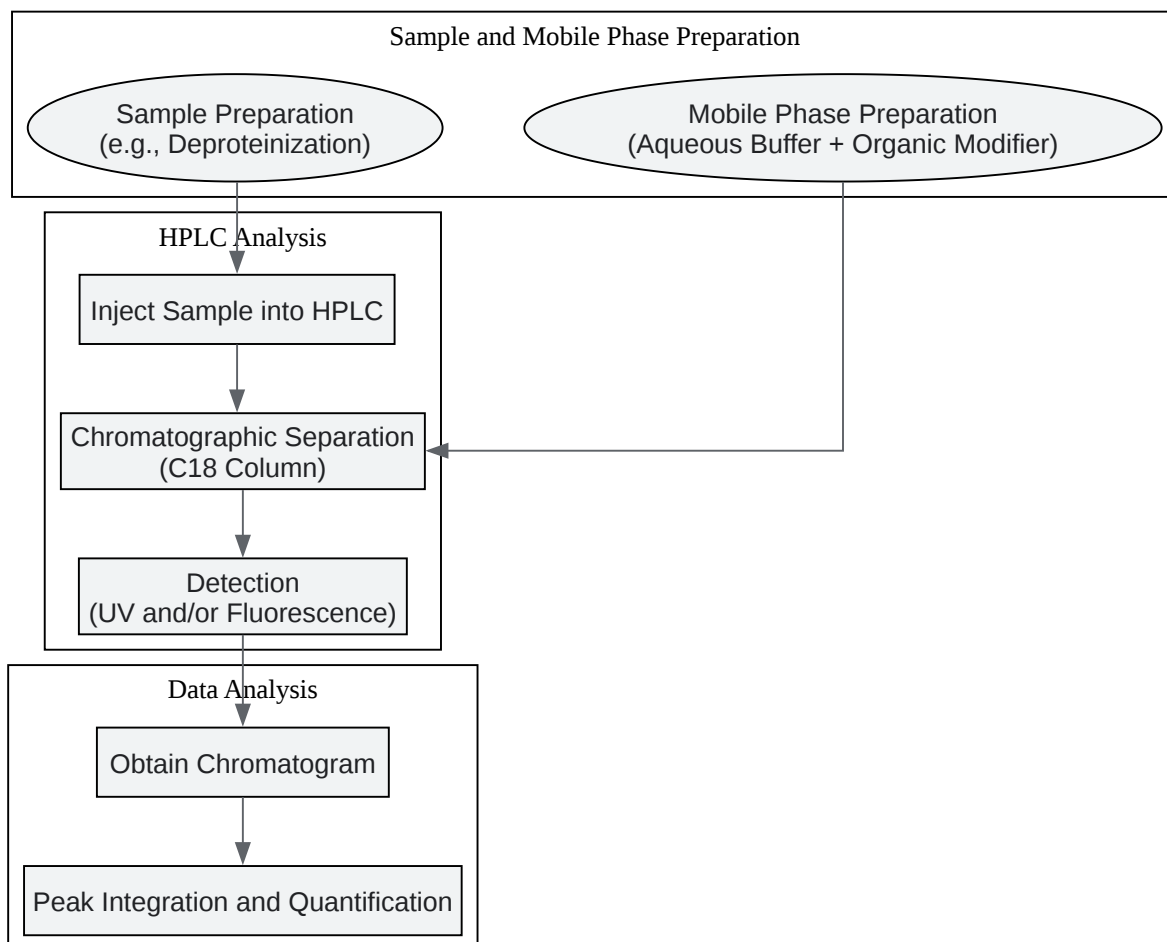 Sample and Mobile Phase Preparation
Sample Preparation
(e.g., Deproteinization)
Mobile Phase Preparation
(Aqueous Buffer + Organic Modifier)
HPLC Analysis
Inject Sample into HPLC
Chromatographic Separation
(C18 Column)
Detection
(UV and/or Fluorescence)
Data Analysis
Obtain Chromatogram
Peak Integration and Quantification